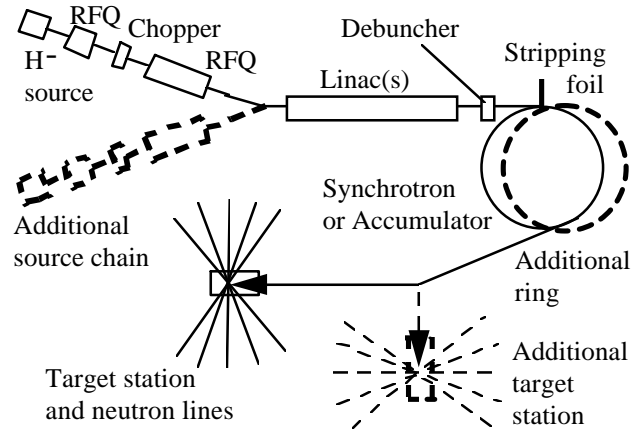 RFQ
Chopper
RFQ
H⁻
source
Debuncher
Linac(s)
Stripping
foil
Synchrotron
or Accumulator
Additional
source chain
Additional
ring
Target station
and neutron lines
Additional
target
station